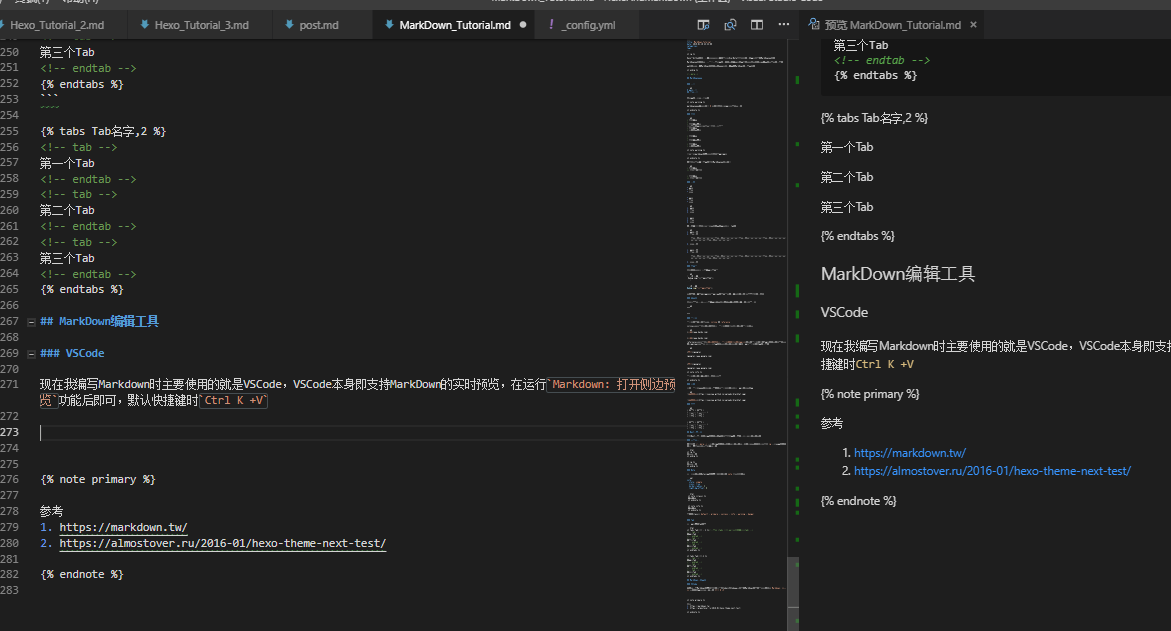 Hexo_Tutorial_2.md
Hexo_Tutorial_3.md
post.md
MarkDown_Tutorial.md
! _config.yml
预览 MarkDown_Tutorial.md
250 第三个Tab
251 <!-- endtab -->
252 {% endtabs %}
253 ```
254
255 {% tabs Tab名字,2 %}
256 <!-- tab -->
257 第一个Tab
258 <!-- endtab -->
259 <!-- tab -->
260 第二个Tab
261 <!-- endtab -->
262 <!-- tab -->
263 第三个Tab
264 <!-- endtab -->
265 {% endtabs %}
266
267 ## MarkDown编辑工具
268
269 ### VSCode
270
271 现在我编写Markdown时主要使用的就是VSCode，VSCode本身即支持MarkDown的实时预览，在运行`Markdown: 打开侧边预
览`功能后即可，默认快捷键时`Ctrl K +V`
272
273
274
275
276 {% note primary %}
277
278 参考
279 1. https://markdown.tw/
280 2. https://almostover.ru/2016-01/hexo-theme-next-test/
281
282 {% endnote %}
283
第三个Tab
<!-- endtab -->
{% endtabs %}
{% tabs Tab名字,2 %}
第一个Tab
第二个Tab
第三个Tab
{% endtabs %}
MarkDown编辑工具
VSCode
现在我编写Markdown时主要使用的就是VSCode，VSCode本身即支
捷键时Ctrl K +V
{% note primary %}
参考
1. https://markdown.tw/
2. https://almostover.ru/2016-01/hexo-theme-next-test/
{% endnote %}